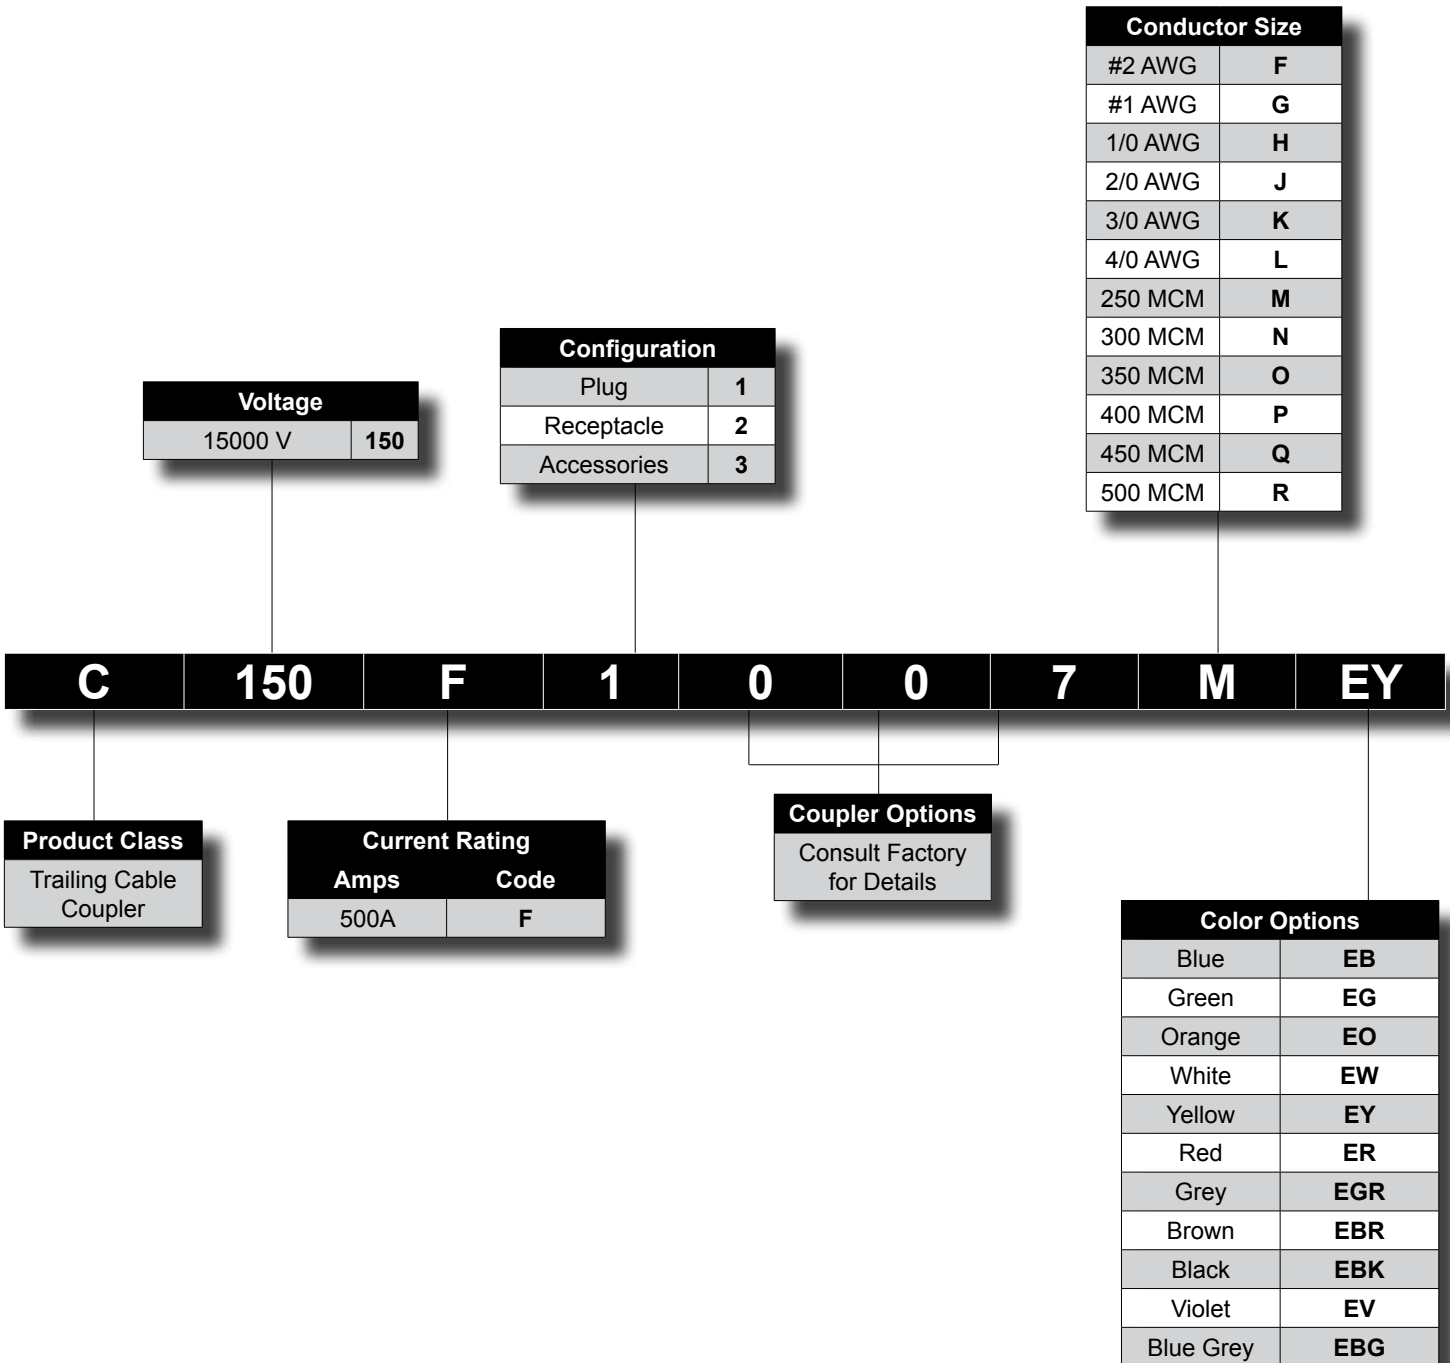 Conductor Size
#2 AWG F
#1 AWG G
1/0 AWG H
2/0 AWG J
3/0 AWG K
4/0 AWG L
250 MCM M
300 MCM N
350 MCM O
400 MCM P
450 MCM Q
500 MCM R
Configuration
Plug 1
Receptacle 2
Accessories 3
Voltage
15000 V 150
C 150 F 1 0 0 7 M EY
Product Class
Trailing Cable
Coupler
Current Rating
Amps Code
500A F
Coupler Options
Consult Factory
for Details
Color Options
Blue EB
Green EG
Orange EO
White EW
Yellow EY
Red ER
Grey EGR
Brown EBR
Black EBK
Violet EV
Blue Grey EBG